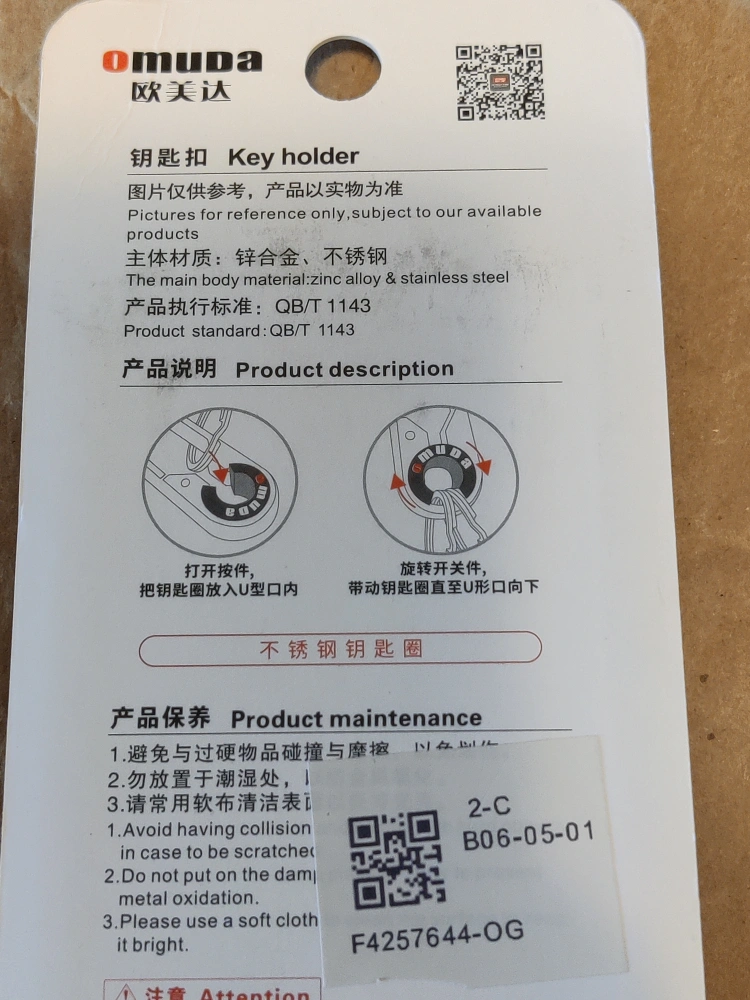 omuda
欧美达
钥匙扣 Key holder
图片仅供参考，产品以实物为准
Pictures for reference only,subject to our available
products
主体材质：锌合金、不锈钢
The main body material:zinc alloy & stainless steel
产品执行标准：QB/T 1143
Product standard:QB/T 1143
产品说明 Product description
omuda
omuda
打开按件,
把钥匙圈放入U型口内
旋转开关件,
带动钥匙圈直至U形口向下
不锈钢钥匙圈
产品保养 Product maintenance
1.避免与过硬物品碰撞与摩擦
2.勿放置于潮湿处，
3.请常用软布清洁表
1.Avoid having collision
in case to be scratched
2.Do not put on the damp
metal oxidation.
3.Please use a soft cloth
it bright.
2-C
B06-05-01
F4257644-OG
注意 Attention